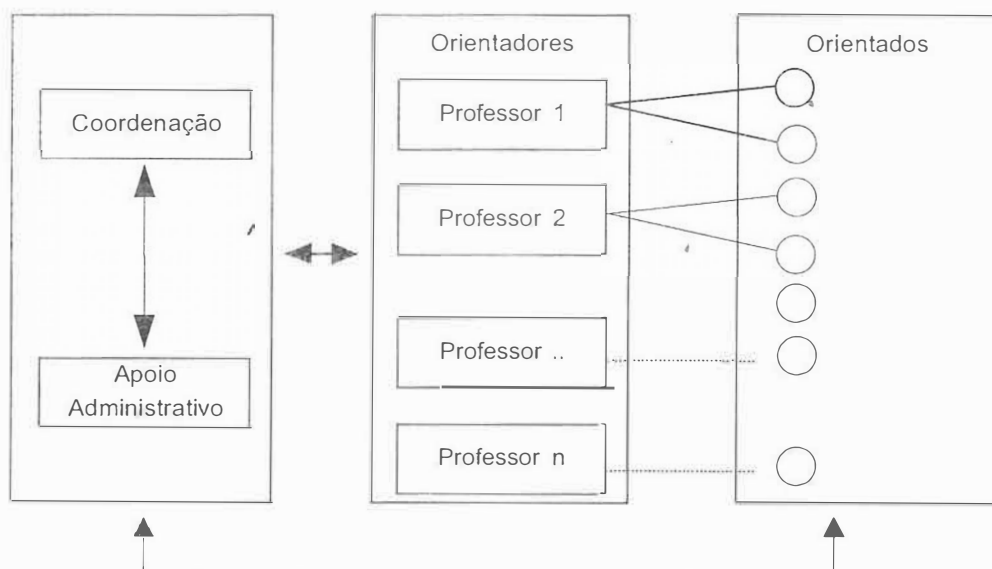 Coordenação
Apoio
Administrativo
Orientadores
Professor 1
Professor 2
Professor ..
Professor n
Orientados